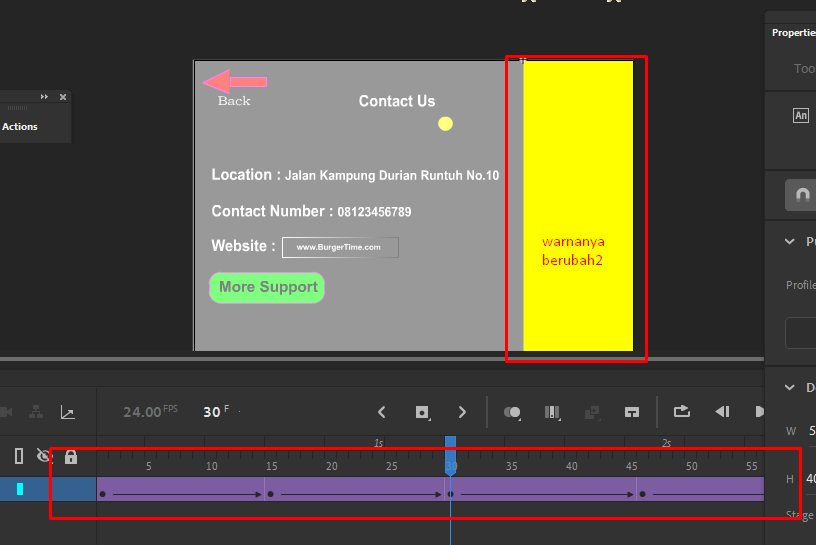 Properties
Too
Back
Contact Us
Actions
An
Location : Jalan Kampung Durian Runtuh No.10
Contact Number : 08123456789
Website : www.BurgerTime.com
warnanya
berubah2
More Support
Profile
24.00 FPS
30 F
W 5
1s
2s
5 10 15 20 25 30 35 40 45 50 55
H 40
Stage